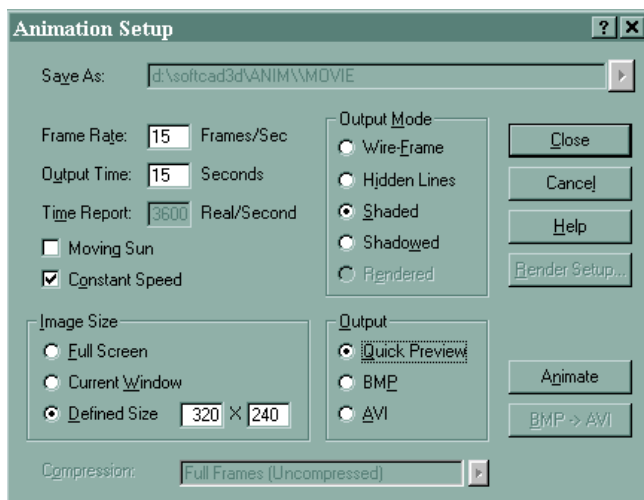 Animation Setup
Save As: d:\softcad3d\ANIM\\MOVIE
Frame Rate: 15 Frames/Sec
Output Time: 15 Seconds
Time Report: 3600 Real/Second
Moving Sun
Constant Speed
Output Mode
Wire-Frame
Hidden Lines
Shaded
Shadowed
Rendered
Close
Cancel
Help
Render Setup...
Image Size
Full Screen
Current Window
Defined Size 320 X 240
Output
Quick Preview
BMP
AVI
Animate
BMP -> AVI
Compression: Full Frames (Uncompressed)